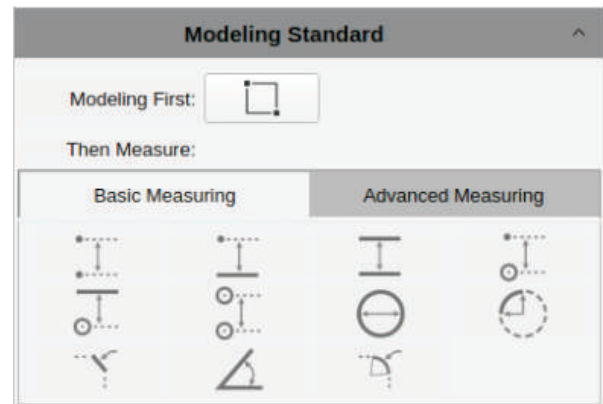 Modeling Standard
Modeling First:
Then Measure:
Basic Measuring
Advanced Measuring